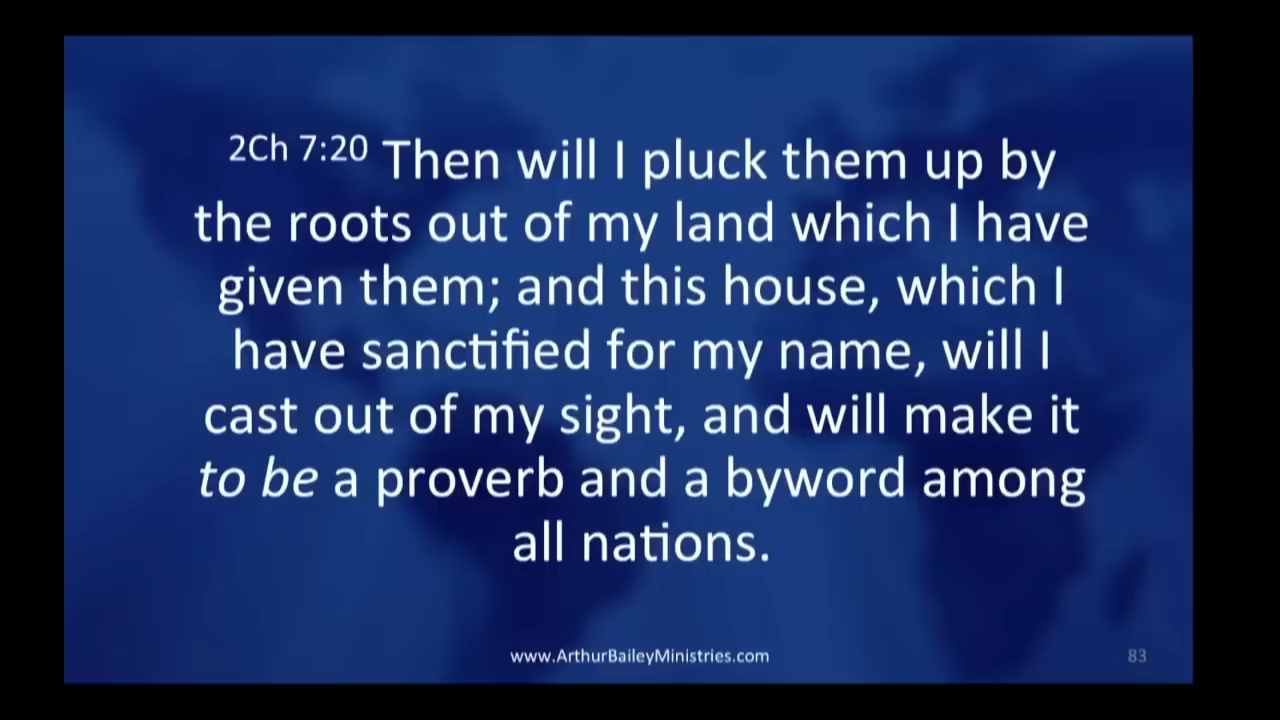 2Ch 7:20 Then will I pluck them up by
the roots out of my land which I have
given them; and this house, which I
have sanctified for my name, will I
cast out of my sight, and will make it
to be a proverb and a byword among
all nations.
www.ArthurBaileyMinistries.com
83